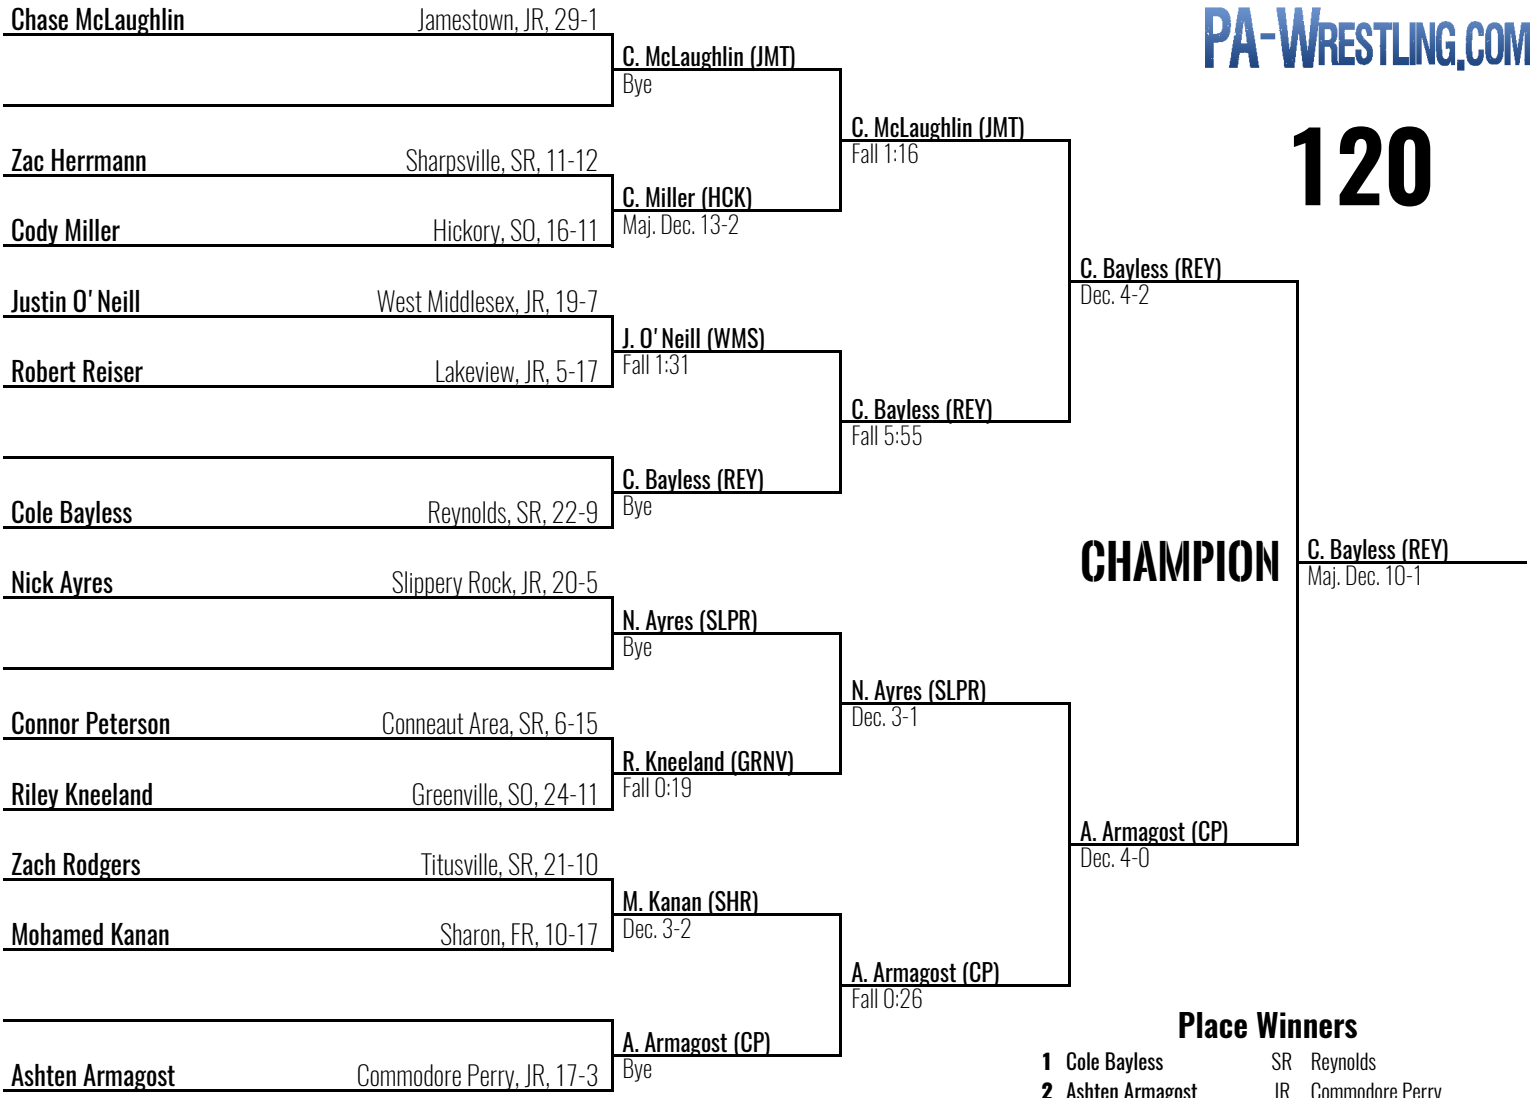 Chase McLaughlin Jamestown, JR, 29-1
PA-Wrestling.com
C. McLaughlin (JMT)
Bye
C. McLaughlin (JMT)
Fall 1:16
120
Zac Herrmann Sharpsville, SR, 11-12
C. Miller (HCK)
Maj. Dec. 13-2
Cody Miller Hickory, SO, 16-11
C. Bayless (REY)
Dec. 4-2
Justin O'Neill West Middlesex, JR, 19-7
J. O'Neill (WMS)
Fall 1:31
Robert Reiser Lakeview, JR, 5-17
C. Bayless (REY)
Fall 5:55
C. Bayless (REY)
Bye
Cole Bayless Reynolds, SR, 22-9
CHAMPION
C. Bayless (REY)
Maj. Dec. 10-1
Nick Ayres Slippery Rock, JR, 20-5
N. Ayres (SLPR)
Bye
N. Ayres (SLPR)
Dec. 3-1
Connor Peterson Conneaut Area, SR, 6-15
R. Kneeland (GRNV)
Fall 0:19
Riley Kneeland Greenville, SO, 24-11
A. Armagost (CP)
Dec. 4-0
Zach Rodgers Titusville, SR, 21-10
M. Kanan (SHR)
Dec. 3-2
Mohamed Kanan Sharon, FR, 10-17
A. Armagost (CP)
Fall 0:26
A. Armagost (CP)
Bye
Ashten Armagost Commodore Perry, JR, 17-3
Place Winners
1 Cole Bayless SR Reynolds
2 Ashten Armagost JR Commodore Perry